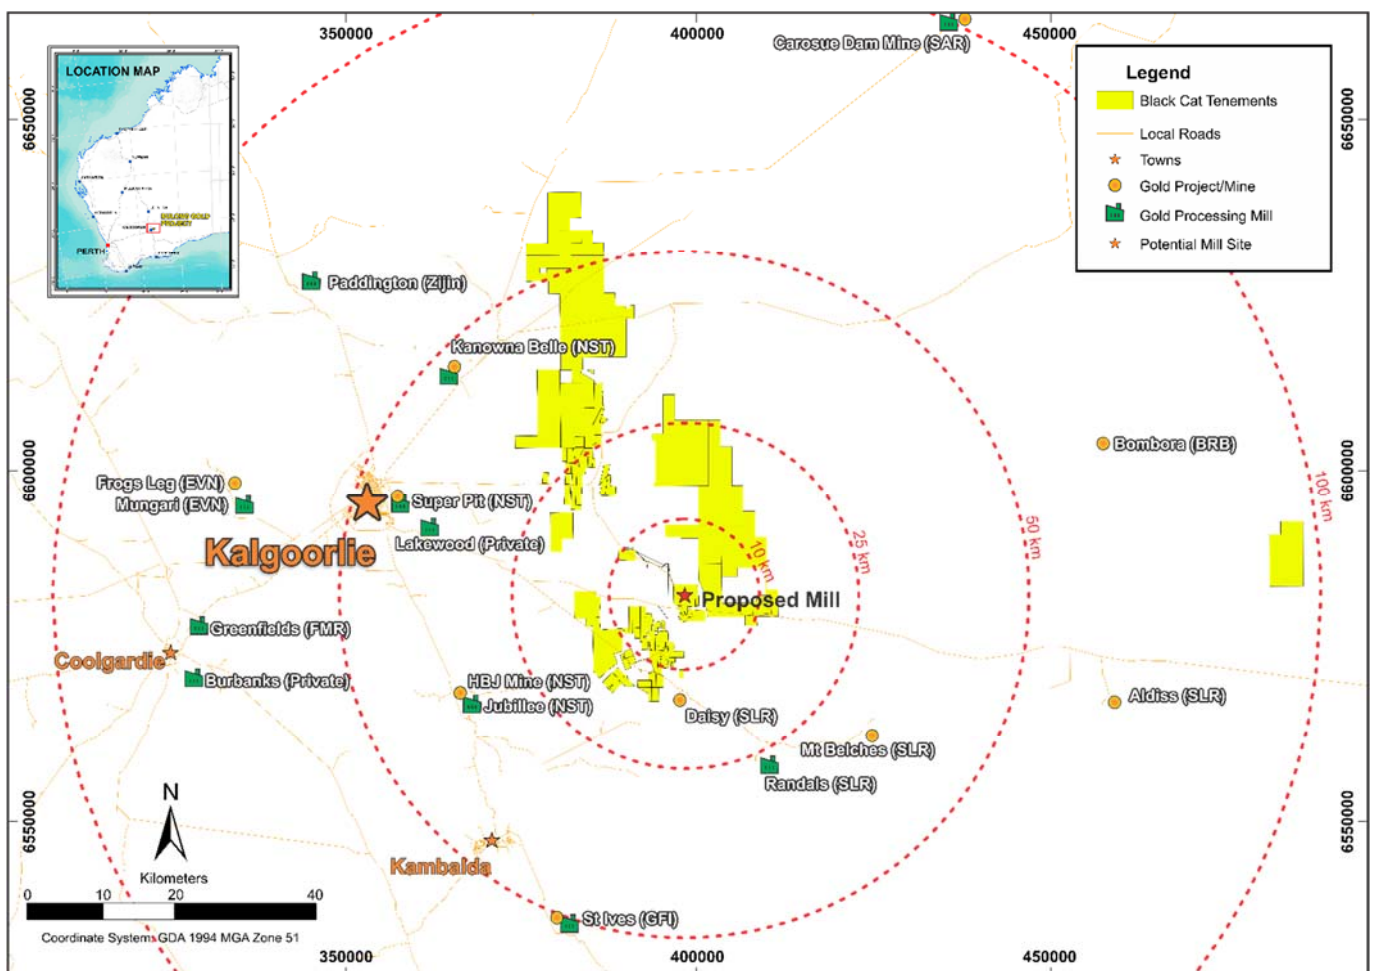 350000
400000
450000
Carosue Dam Mine (SAR)
LOCATION MAP
PERTH
Legend
Black Cat Tenements
Local Roads
Towns
Gold Project/Mine
Gold Processing Mill
Potential Mill Site
6650000
6650000
Paddington (Zijin)
Kanowna Belle (NST)
Bombora (BRB)
6600000
6600000
Frogs Leg (EVN)
Mungari (EVN)
Super Pit (NST)
Lakewood (Private)
Kalgoorlie
100 km
50 km
25 km
10 km
Proposed Mill
Greenfields (FMR)
Coolgardie
Burbanks (Private)
HBJ Mine (NST)
Jubillee (NST)
Daisy (SLR)
Aldiss (SLR)
Mt Belches (SLR)
Randals (SLR)
6550000
6550000
N
Kambalda
Kilometers
0 10 20 40
St Ives (GFI)
Coordinate System: GDA 1994 MGA Zone 51
350000
400000
450000